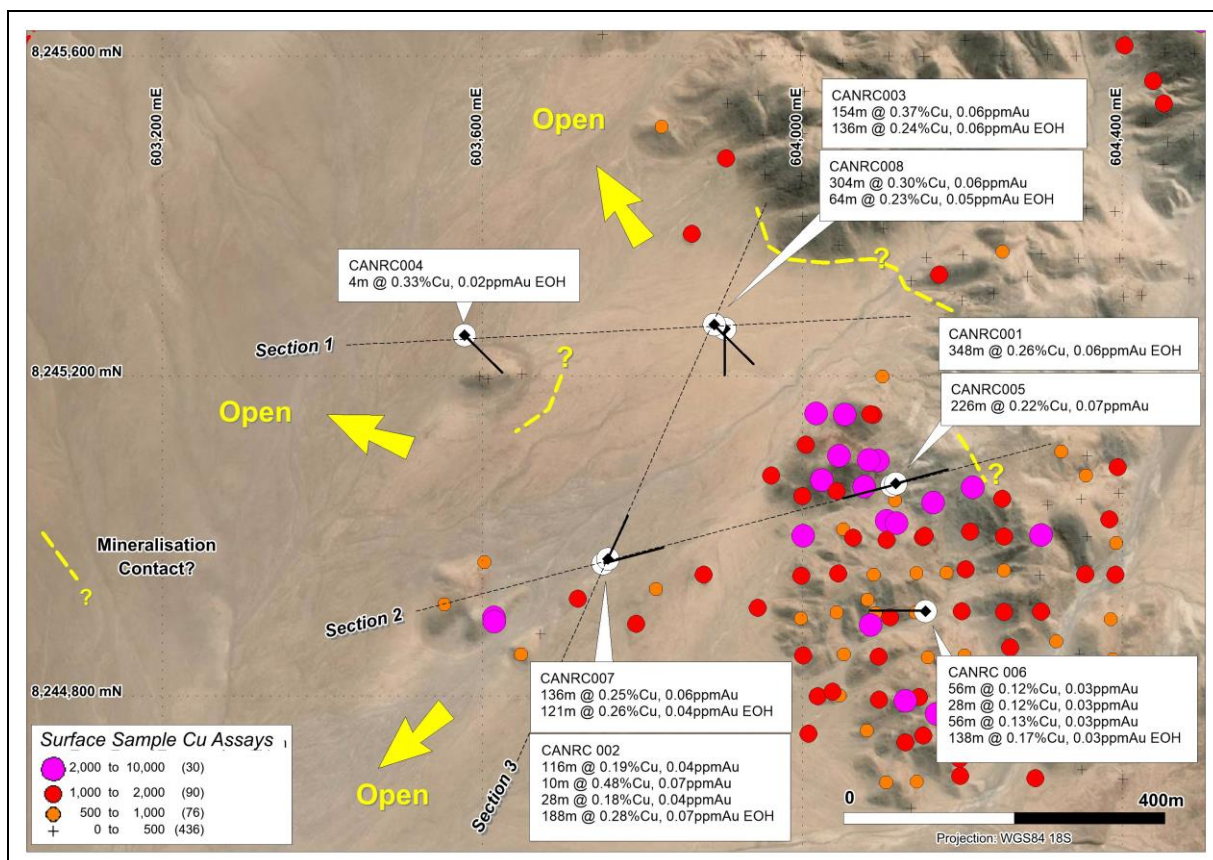 8,245,600 mN
603,200 mE
603,600 mE
604,000 mE
604,400 mE
Open
CANRC003
154m @ 0.37%Cu, 0.06ppmAu
136m @ 0.24%Cu, 0.06ppmAu EOH
CANRC008
304m @ 0.30%Cu, 0.06ppmAu
64m @ 0.23%Cu, 0.05ppmAu EOH
?
CANRC004
4m @ 0.33%Cu, 0.02ppmAu EOH
Section 1
?
CANRC001
348m @ 0.26%Cu, 0.06ppmAu EOH
8,245,200 mN
CANRC005
226m @ 0.22%Cu, 0.07ppmAu
Open
?
Mineralisation
Contact?
?
Section 2
8,244,800 mN
CANRC007
136m @ 0.25%Cu, 0.06ppmAu
121m @ 0.26%Cu, 0.04ppmAu EOH
CANRC 006
56m @ 0.12%Cu, 0.03ppmAu
28m @ 0.12%Cu, 0.03ppmAu
56m @ 0.13%Cu, 0.03ppmAu
138m @ 0.17%Cu, 0.03ppmAu EOH
CANRC 002
116m @ 0.19%Cu, 0.04ppmAu
10m @ 0.48%Cu, 0.07ppmAu
28m @ 0.18%Cu, 0.04ppmAu
188m @ 0.28%Cu, 0.07ppmAu EOH
Section 3
Open
Surface Sample Cu Assays
2,000 to 10,000 (30)
1,000 to 2,000 (90)
500 to 1,000 (76)
0 to 500 (436)
0 400m
Projection: WGS84 18S